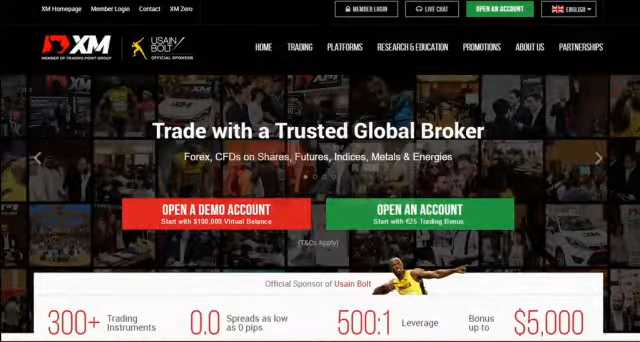 XM Homepage Member Login Contact XM Zero
MEMBER LOGIN LIVE CHAT OPEN AN ACCOUNT ENGLISH
XM
MEMBER OF TRADING POINT GROUP
USAIN
BOLT
OFFICIAL SPONSOR
HOME TRADING PLATFORMS RESEARCH & EDUCATION PROMOTIONS ABOUT US PARTNERSHIPS
Trade with a Trusted Global Broker
Forex, CFDs on Shares, Futures, Indices, Metals & Energies
OPEN A DEMO ACCOUNT
Start with $100,000 Virtual Balance
OPEN AN ACCOUNT
Start with €25 Trading Bonus
(T&Cs Apply)
Official Sponsor of Usain Bolt
300+ Trading Instruments
0.0 Spreads as low as 0 pips
500:1 Leverage
Bonus up to $5,000